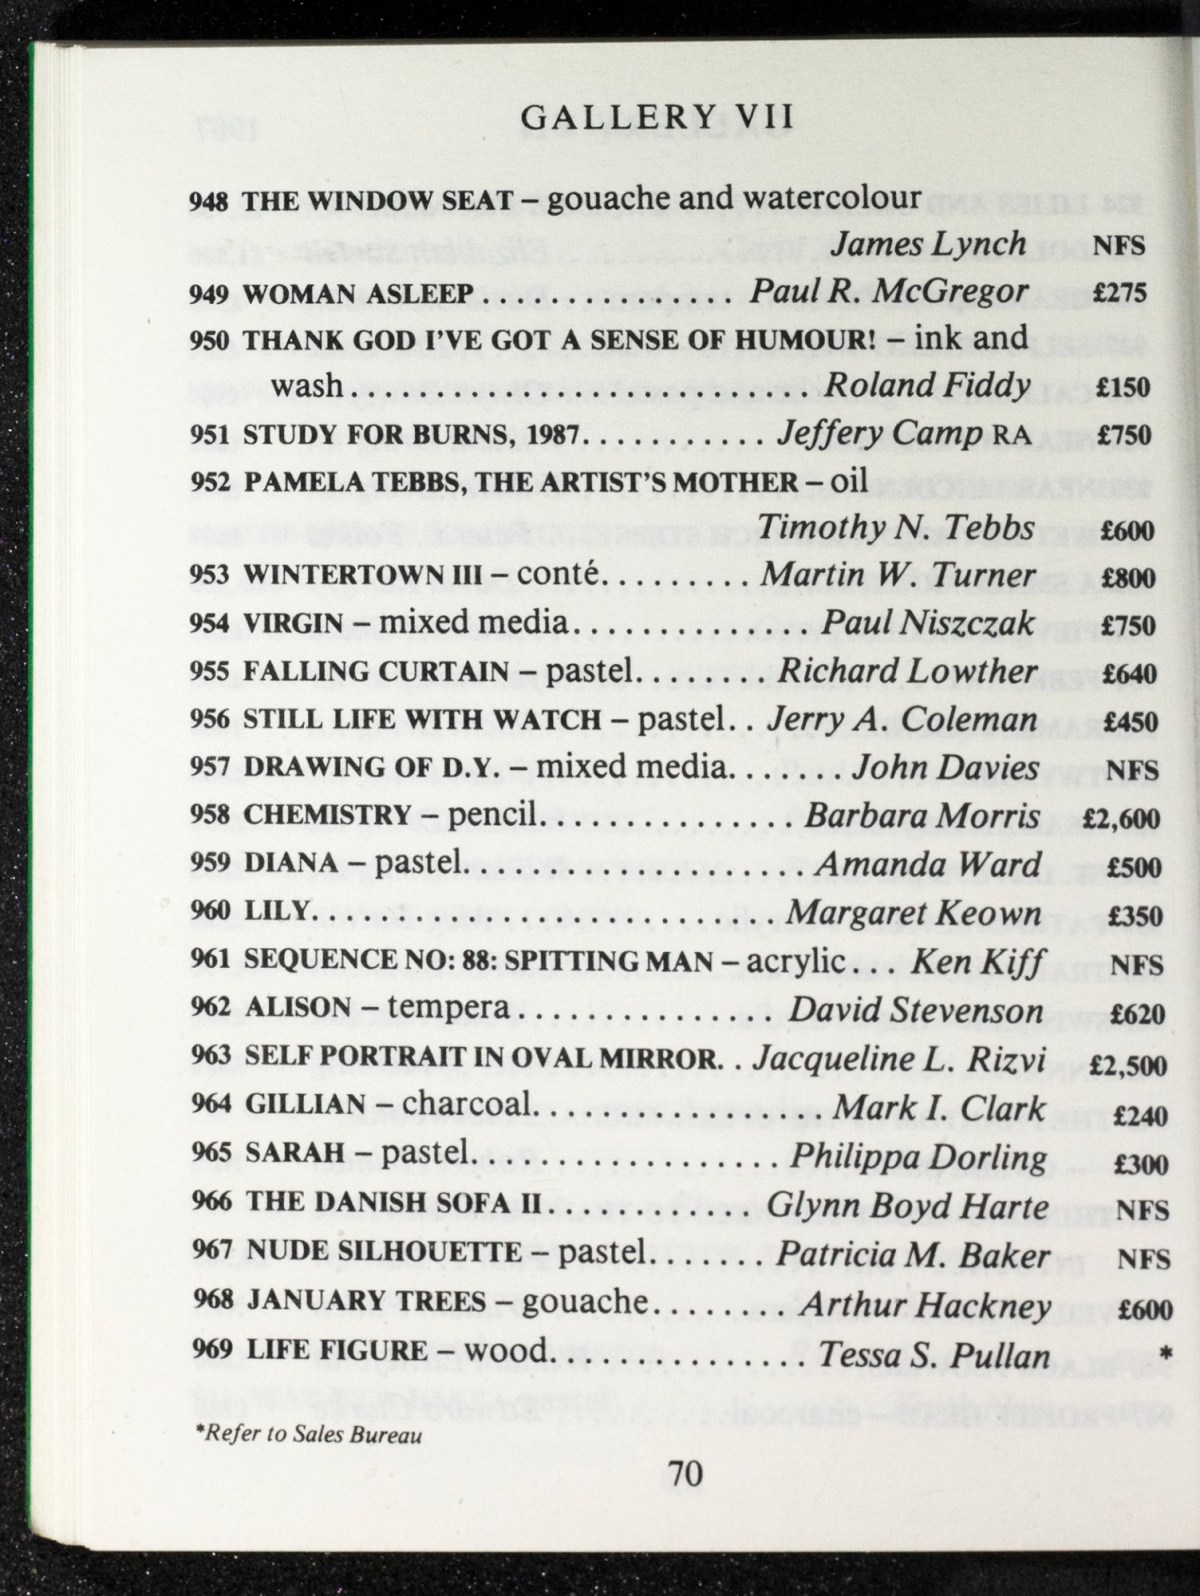 GALLERY VII
948 THE WINDOW SEAT – gouache and watercolour
James Lynch NFS
949 WOMAN ASLEEP . . . . . . . . . . . . . . . Paul R. McGregor £275
950 THANK GOD I'VE GOT A SENSE OF HUMOUR! – ink and
wash . . . . . . . . . . . . . . . . . . . . . . . . Roland Fiddy £150
951 STUDY FOR BURNS, 1987. . . . . . . . . . . Jeffery Camp RA £750
952 PAMELA TEBBS, THE ARTIST'S MOTHER – oil
Timothy N. Tebbs £600
953 WINTERTOWN III – conté. . . . . . . . . Martin W. Turner £800
954 VIRGIN – mixed media. . . . . . . . . . . . . . Paul Niszczak £750
955 FALLING CURTAIN – pastel. . . . . . . . Richard Lowther £640
956 STILL LIFE WITH WATCH – pastel. . Jerry A. Coleman £450
957 DRAWING OF D.Y. – mixed media. . . . . . . John Davies NFS
958 CHEMISTRY – pencil. . . . . . . . . . . . . . . Barbara Morris £2,600
959 DIANA – pastel. . . . . . . . . . . . . . . . . . . . Amanda Ward £500
960 LILY. . . . . . . . . . . . . . . . . . . . . . . . . . . Margaret Keown £350
961 SEQUENCE NO: 88: SPITTING MAN – acrylic . . . Ken Kiff NFS
962 ALISON – tempera . . . . . . . . . . . . . . . David Stevenson £620
963 SELF PORTRAIT IN OVAL MIRROR. . Jacqueline L. Rizvi £2,500
964 GILLIAN – charcoal. . . . . . . . . . . . . . . . . Mark I. Clark £240
965 SARAH – pastel. . . . . . . . . . . . . . . . . . Philippa Dorling £300
966 THE DANISH SOFA II. . . . . . . . . . . . Glynn Boyd Harte NFS
967 NUDE SILHOUETTE – pastel. . . . . . . Patricia M. Baker NFS
968 JANUARY TREES – gouache. . . . . . . . Arthur Hackney £600
969 LIFE FIGURE – wood. . . . . . . . . . . . . . . Tessa S. Pullan *
*Refer to Sales Bureau
70